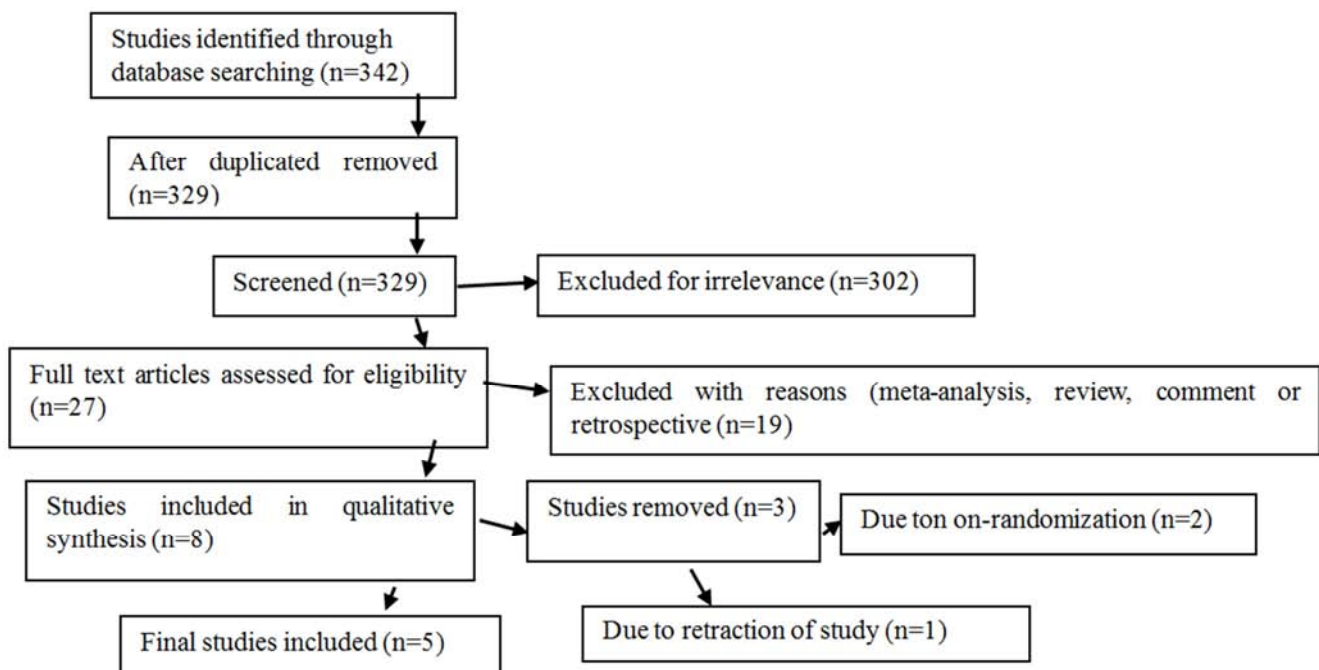 Studies identified through
database searching (n=342)
After duplicated removed
(n=329)
Screened (n=329)
Excluded for irrelevance (n=302)
Full text articles assessed for eligibility
(n=27)
Excluded with reasons (meta-analysis, review, comment or
retrospective (n=19)
Studies included in qualitative
synthesis (n=8)
Studies removed (n=3)
Due ton on-randomization (n=2)
Final studies included (n=5)
Due to retraction of study (n=1)